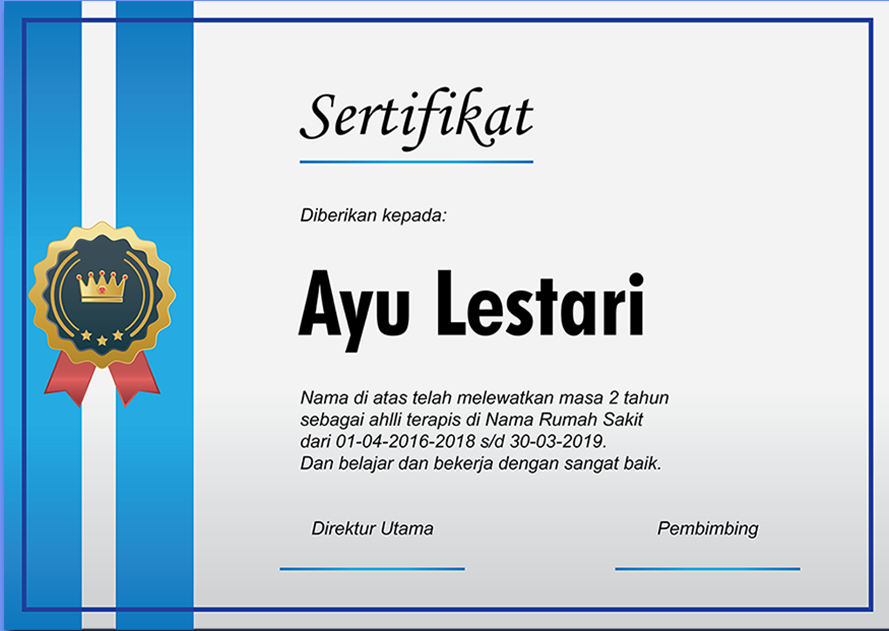 Sertifikat
Diberikan kepada:
Ayu Lestari
Nama di atas telah melewatkan masa 2 tahun
sebagai ahlli terapis di Nama Rumah Sakit
dari 01-04-2016-2018 s/d 30-03-2019.
Dan belajar dan bekerja dengan sangat baik.
Direktur Utama
Pembimbing